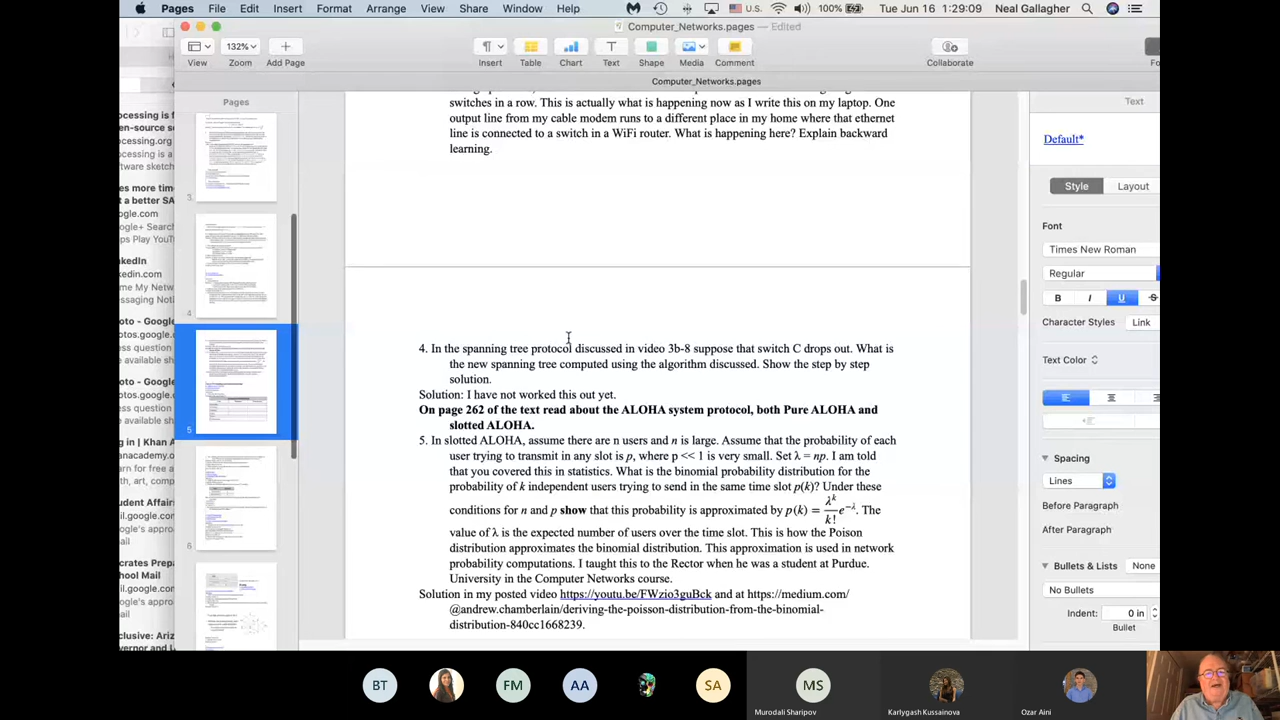 Pages File Edit Insert Format Arrange View Share Window Help U.S. 100% Tue Jun 16 1:29:09 Neal Gallagher
Computer_Networks.pages — Edited
132%
View Zoom Add Page Insert Table Chart Text Shape Media Comment Collaborate
Computer_Networks.pages
Pages
Text
switches in a row. This is actually what is happening now as I write this on my laptop. One
output line from my cable modem runs to a different place in my home where that ethernet
line is input to a switch in a WiFi router. What is happening here? Explain backward
learning.
Default*
Style Layout
Font
Times New Roman
Regular
B I U S
Character Styles Link
Text Color
Spacing
Lines
Before Paragraph
After Paragraph
Bullets & Lists None
0 in
Bullet
3
4
5
6
4. In the spanning tree protocol discussed in video 3b-8 suppose that switch C drops out. What is
the new spanning tree computed using the algorithm discussed. Show the step by step
solution.
Solution: I have not worked this out yet.
of the text read about the ALOHA system protocol, both Pure ALOHA and
slotted ALOHA.
5. In slotted ALOHA, assume there are n users and n is large. Assume that the probability of each
user trying to transmit in any slot is p, where p << 1 is very small. Set λ = np. I am told
that you covered this in statistics. What is the binomial probability distribution for the
probability of k independent users trying to send in the same time slot p(k)? Under these
conditions for n and p show that this probability is approximated by p(k) = λᵏ/k! e^−λ. The
value of λ is the expected number of users over the time slot. This is how the Poison
distribution approximates the binomial distribution. This approximation is used in network
probability computations. I taught this to the Rector when he was a student at Purdue.
University in the Computer Networks course.
Solution in my posted video and at https://medium.com/
@andrew.chamberlain/deriving-the-poisson-distribution-from-the-binomial-
distribution-840cc1668239.
BT FM AA SA MS
Murodali Sharipov Karlygash Kussainova Ozar Aini